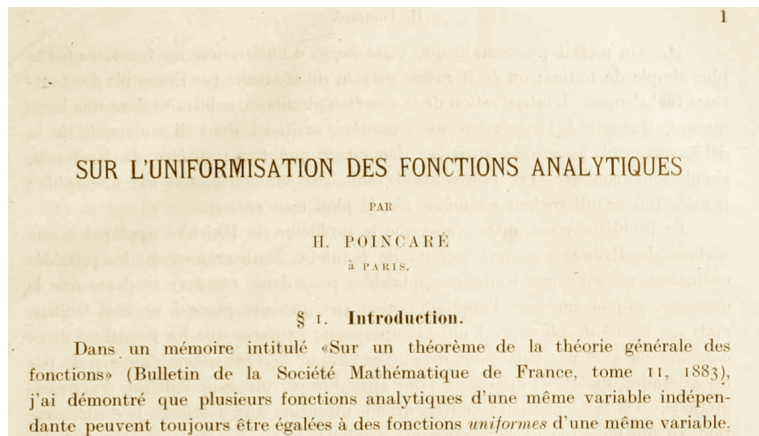 1
SUR L'UNIFORMISATION DES FONCTIONS ANALYTIQUES
PAR
H. POINCARÉ
à PARIS.
§ 1. Introduction.
Dans un mémoire intitulé «Sur un théorème de la théorie générale des
fonctions» (Bulletin de la Société Mathématique de France, tome 11, 1883),
j'ai démontré que plusieurs fonctions analytiques d'une même variable indépen-
dante peuvent toujours être égalées à des fonctions uniformes d'une même variable.